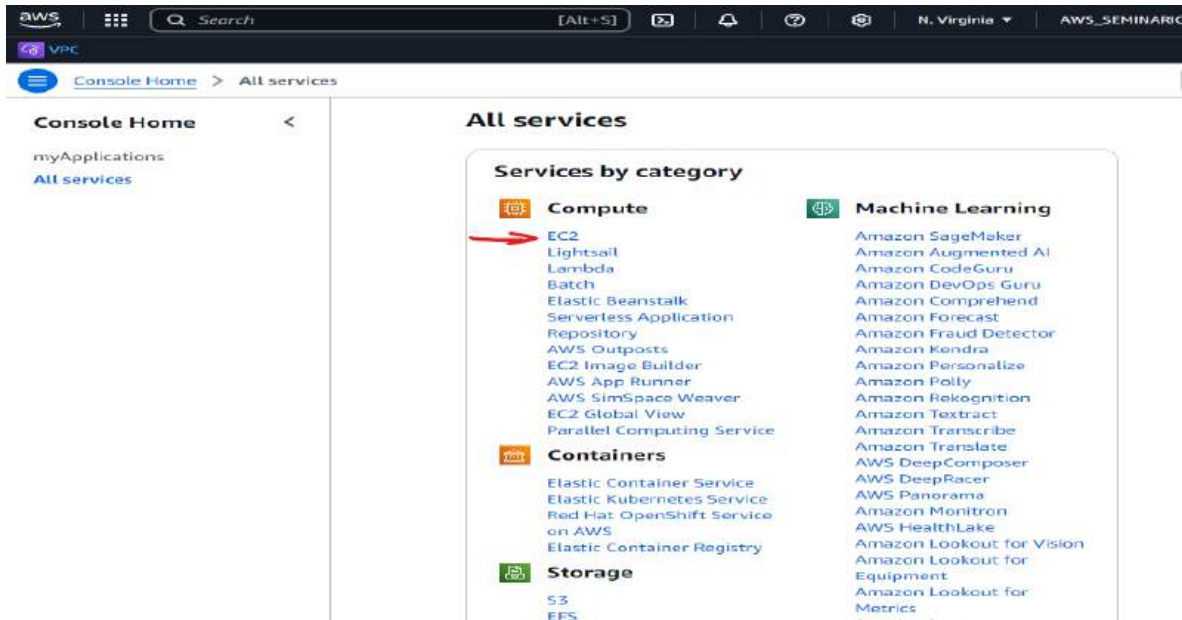 aws
Search
[Alt+S]
N. Virginia
AWS_SEMINARIO
VPC
Console Home > All services
Console Home
<
myApplications
All services
All services
Services by category
Compute
EC2
Lightsail
Lambda
Batch
Elastic Beanstalk
Serverless Application
Repository
AWS Outposts
EC2 Image Builder
AWS App Runner
AWS SimSpace Weaver
EC2 Global View
Parallel Computing Service
Containers
Elastic Container Service
Elastic Kubernetes Service
Red Hat OpenShift Service
on AWS
Elastic Container Registry
Storage
S3
EFS
Machine Learning
Amazon SageMaker
Amazon Augmented AI
Amazon CodeGuru
Amazon DevOps Guru
Amazon Comprehend
Amazon Forecast
Amazon Fraud Detector
Amazon Kendra
Amazon Personalize
Amazon Polly
Amazon Rekognition
Amazon Textract
Amazon Transcribe
Amazon Translate
AWS DeepComposer
AWS DeepRacer
AWS Panorama
Amazon Monitron
AWS HealthLake
Amazon Lookout for Vision
Amazon Lookout for
Equipment
Amazon Lookout for
Metrics